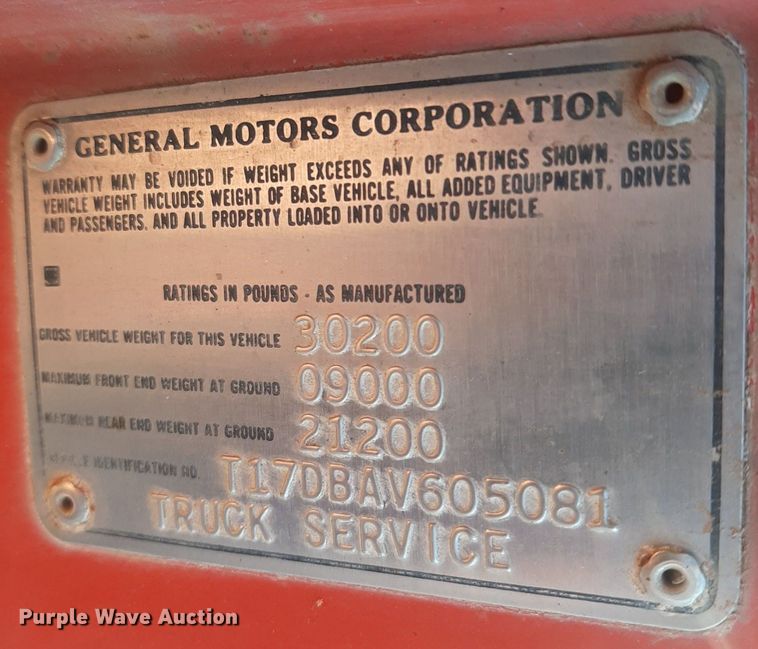 GENERAL MOTORS CORPORATION
WARRANTY MAY BE VOIDED IF WEIGHT EXCEEDS ANY OF RATINGS SHOWN. GROSS
VEHICLE WEIGHT INCLUDES WEIGHT OF BASE VEHICLE, ALL ADDED EQUIPMENT, DRIVER
AND PASSENGERS, AND ALL PROPERTY LOADED INTO OR ONTO VEHICLE.
RATINGS IN POUNDS - AS MANUFACTURED
GROSS VEHICLE WEIGHT FOR THIS VEHICLE 30200
MAXIMUM FRONT END WEIGHT AT GROUND 09000
MAXIMUM REAR END WEIGHT AT GROUND 21200
VEHICLE IDENTIFICATION NO. T17DBAV605081
TRUCK SERVICE
Purple Wave Auction